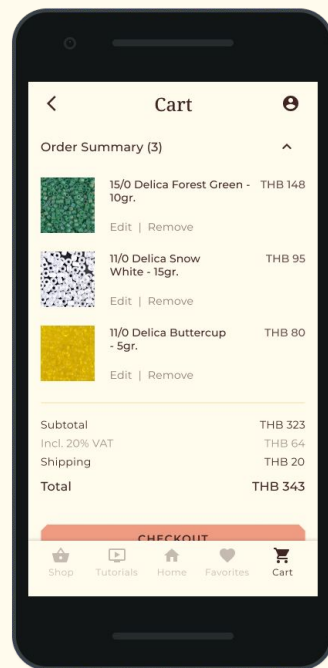 Cart
Order Summary (3)
15/0 Delica Forest Green - THB 148
10gr.
Edit | Remove
11/0 Delica Snow THB 95
White - 15gr.
Edit | Remove
11/0 Delica Buttercup THB 80
- 5gr.
Edit | Remove
Subtotal THB 323
Incl. 20% VAT THB 64
Shipping THB 20
Total THB 343
CHECKOUT
Shop Tutorials Home Favorites Cart